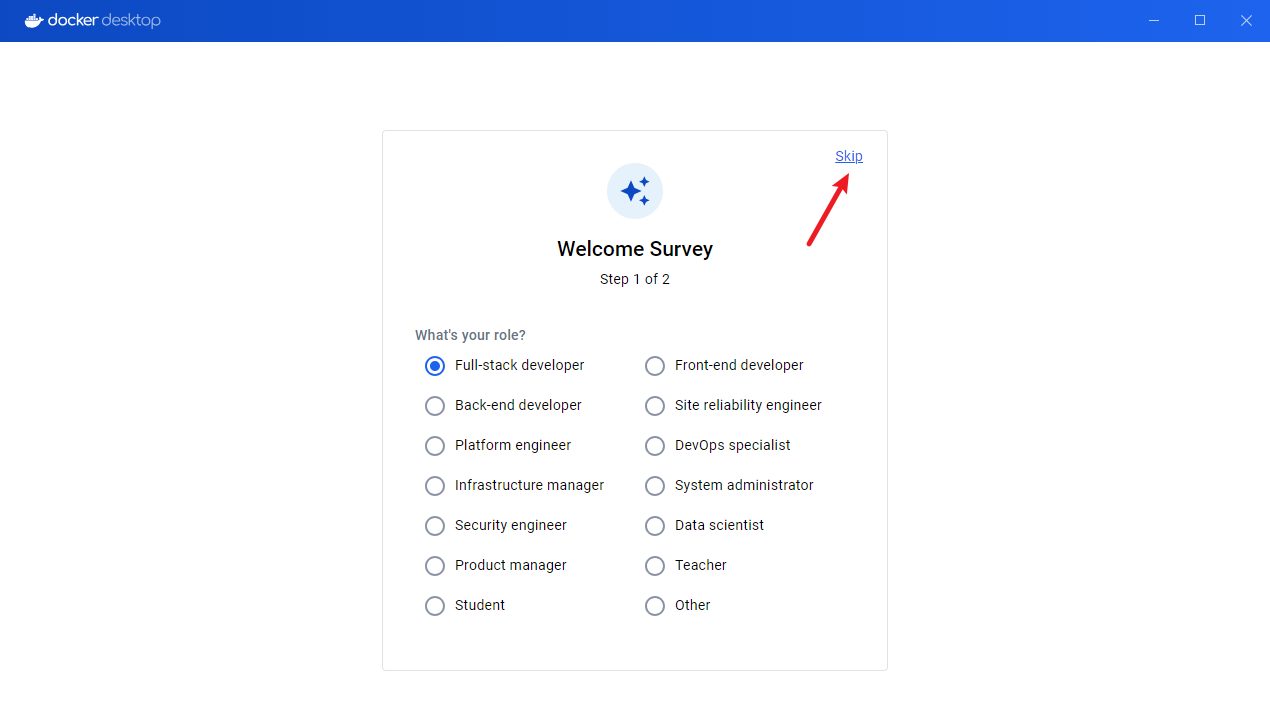 docker desktop
Skip
Welcome Survey
Step 1 of 2
What's your role?
Full-stack developer
Front-end developer
Back-end developer
Site reliability engineer
Platform engineer
DevOps specialist
Infrastructure manager
System administrator
Security engineer
Data scientist
Product manager
Teacher
Student
Other